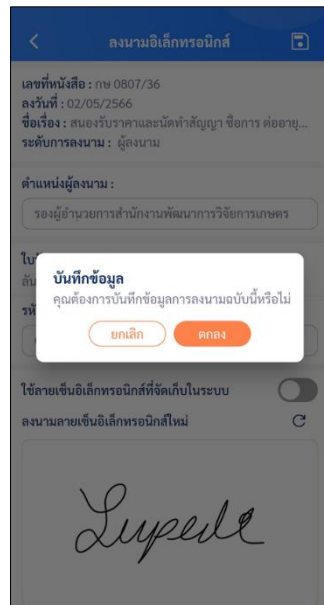 ลงนามอิเล็กทรอนิกส์
เลขที่หนังสือ : กษ 0807/36
ลงวันที่ : 02/05/2566
ชื่อเรื่อง : สนองรับราคาและนัดทำสัญญา ซื้อการ ต่ออายุ...
ระดับการลงนาม : ผู้ลงนาม
ตำแหน่งผู้ลงนาม :
รองผู้อำนวยการสำนักงานพัฒนาการวิจัยการเกษตร
บันทึกข้อมูล
คุณต้องการบันทึกข้อมูลการลงนามฉบับนี้หรือไม่
ยกเลิก
ตกลง
ใช้ลายเซ็นอิเล็กทรอนิกส์ที่จัดเก็บในระบบ
ลงนามลายเซ็นอิเล็กทรอนิกส์ใหม่